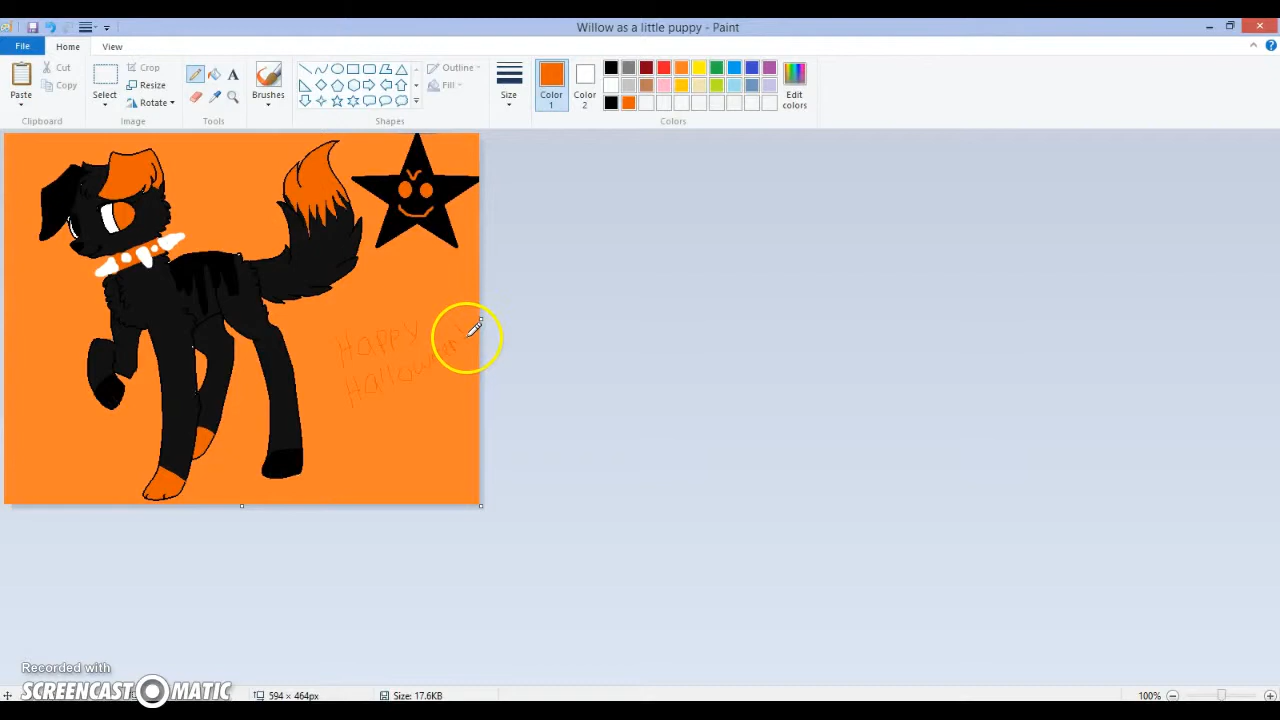 Willow as a little puppy - Paint
File Home View
Paste
Cut
Copy
Clipboard
Select
Crop
Resize
Rotate
Image
A
Tools
Brushes
Outline
Fill
Shapes
Size
Color 1
Color 2
Edit colors
Colors
Happy
Recorded with
SCREENCAST MATIC
594 × 464px
Size: 17.6KB
100%